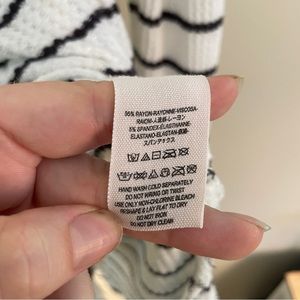 95% RAYON-RAYONNE-VISCOSA-
RAION-人造絲-レーヨン
5% SPANDEX-ELASTHANNE-
ELASTANO-ELASTAN-
スパンデックス
HAND WASH COLD SEPARATELY
DO NOT WRING OR TWIST
USE ONLY NON-CHLORINE BLEACH
RESHAPE & LAY FLAT TO DRY
DO NOT IRON
DO NOT DRY CLEAN